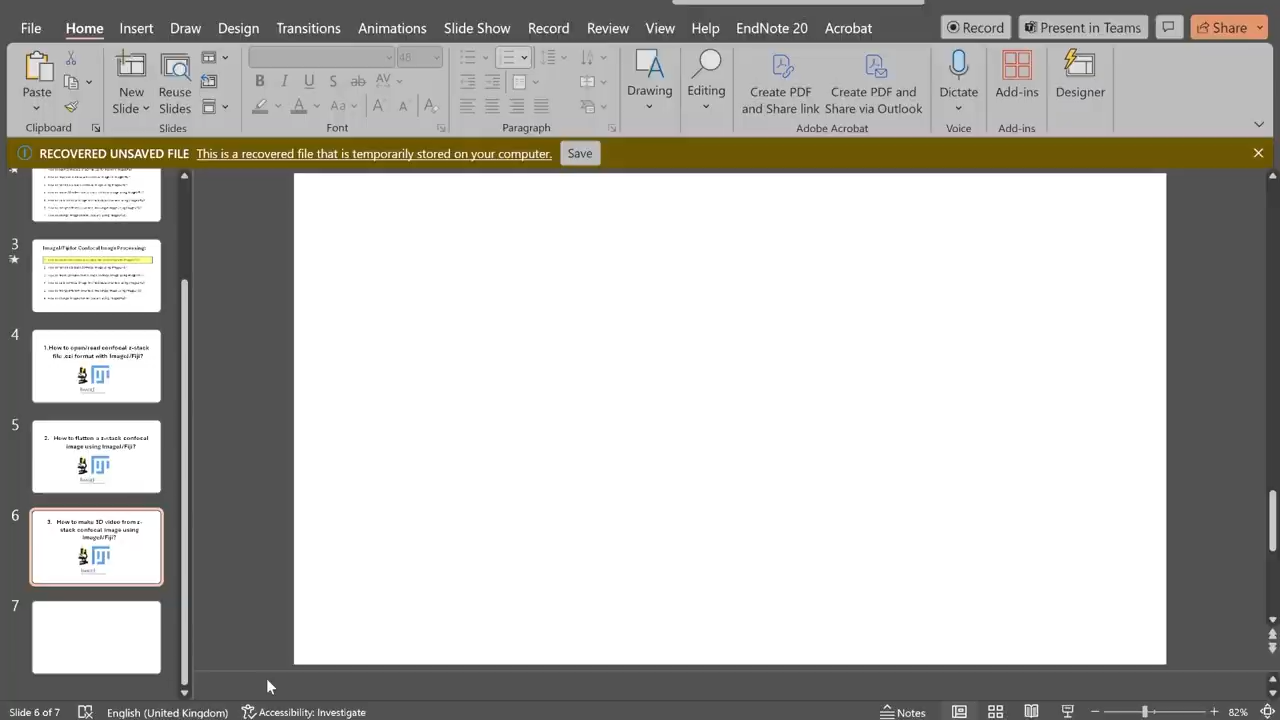 File Home Insert Draw Design Transitions Animations Slide Show Record Review View Help EndNote 20 Acrobat Record Present in Teams Share
Paste New Slide Reuse Slides 48 Drawing Editing Create PDF and Share link Create PDF and Share via Outlook Dictate Add-ins Designer
Clipboard Slides Font Paragraph Adobe Acrobat Voice Add-ins
RECOVERED UNSAVED FILE This is a recovered file that is temporarily stored on your computer. Save
3
ImageJ/Fiji for Confocal Image Processing:
4
1.How to open/read confocal z-stack
file .czi format with ImageJ/Fiji?
5
2. How to flatten a z-stack confocal
image using ImageJ/Fiji?
6
3. How to make 3D video from z-
stack confocal image using
ImageJ/Fiji?
7
Slide 6 of 7 English (United Kingdom) Accessibility: Investigate Notes 82%